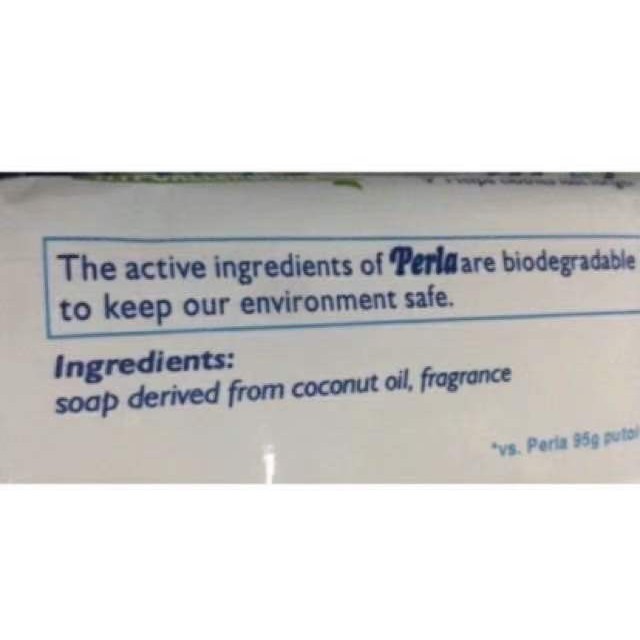 The active ingredients of Perla are biodegradable
to keep our environment safe.
Ingredients:
soap derived from coconut oil, fragrance
*vs. Perla 95g puti